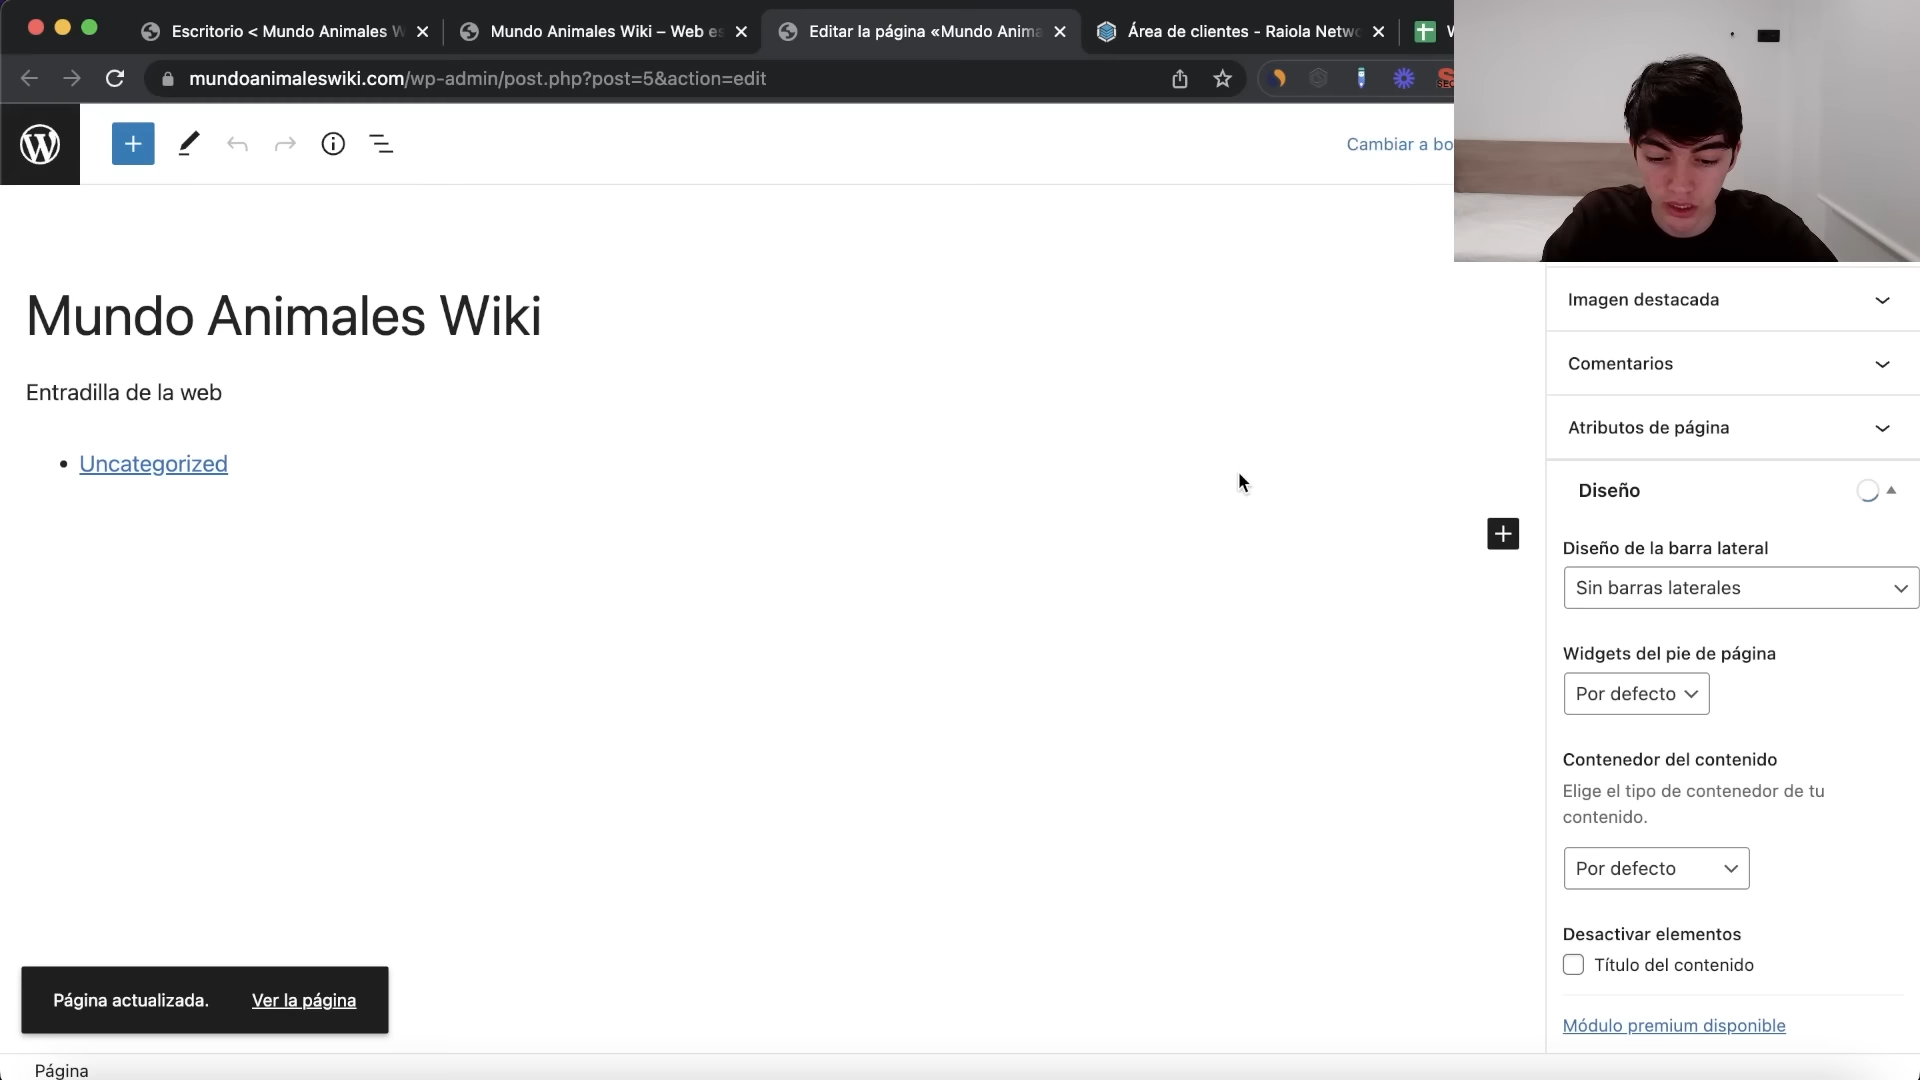 Escritorio < Mundo Animales W
Mundo Animales Wiki – Web es
Editar la página «Mundo Anima
Área de clientes - Raiola Netwo
mundoanimaleswiki.com/wp-admin/post.php?post=5&action=edit
Cambiar a bo
Mundo Animales Wiki
Entradilla de la web
Uncategorized
Imagen destacada
Comentarios
Atributos de página
Diseño
Diseño de la barra lateral
Sin barras laterales
Widgets del pie de página
Por defecto
Contenedor del contenido
Elige el tipo de contenedor de tu
contenido.
Por defecto
Desactivar elementos
Título del contenido
Módulo premium disponible
Página actualizada. Ver la página
Página